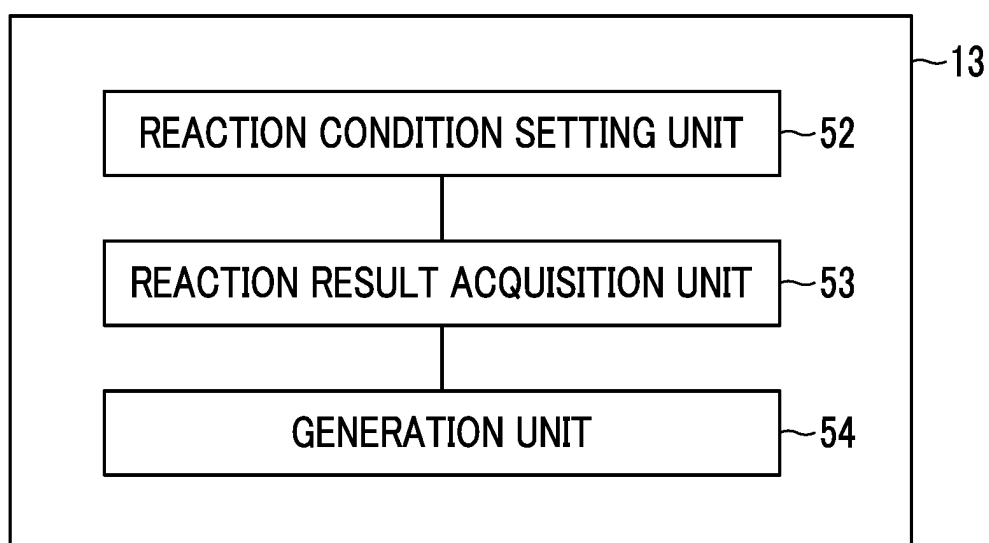 13
REACTION CONDITION SETTING UNIT 52
REACTION RESULT ACQUISITION UNIT 53
GENERATION UNIT 54